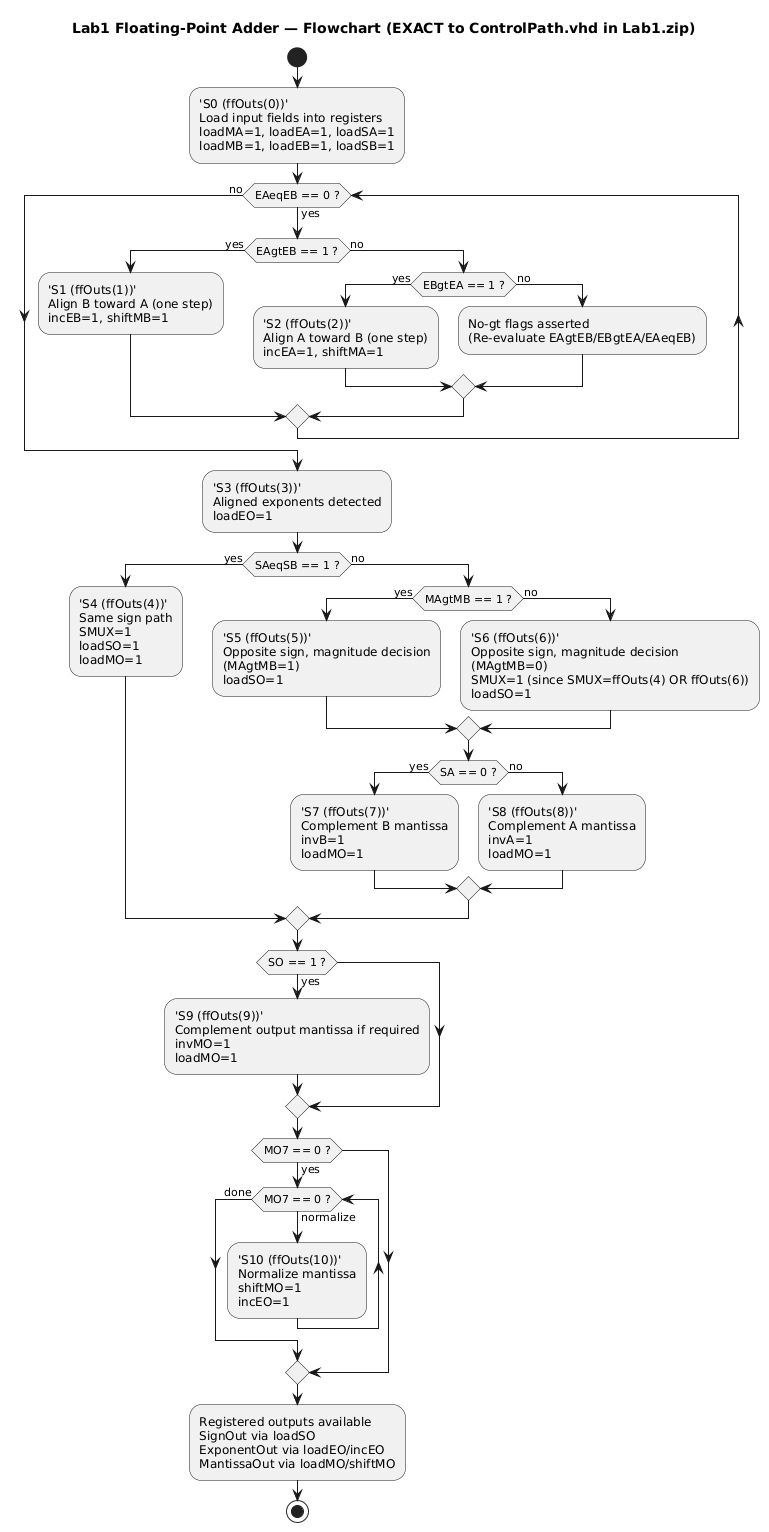 Lab1 Floating-Point Adder — Flowchart (EXACT to ControlPath.vhd in Lab1.zip)
'S0 (ffOuts(0))'
Load input fields into registers
loadMA=1, loadEA=1, loadSA=1
loadMB=1, loadEB=1, loadSB=1
no
EAeqEB == 0 ?
yes
yes
EAgtEB == 1 ?
no
'S1 (ffOuts(1))'
Align B toward A (one step)
incEB=1, shiftMB=1
yes
EBgtEA == 1 ?
no
'S2 (ffOuts(2))'
Align A toward B (one step)
incEA=1, shiftMA=1
No-gt flags asserted
(Re-evaluate EAgtEB/EBgtEA/EAeqEB)
'S3 (ffOuts(3))'
Aligned exponents detected
loadEO=1
yes
SAeqSB == 1 ?
no
'S4 (ffOuts(4))'
Same sign path
SMUX=1
loadSO=1
loadMO=1
yes
MAgtMB == 1 ?
no
'S5 (ffOuts(5))'
Opposite sign, magnitude decision
(MAgtMB=1)
loadSO=1
'S6 (ffOuts(6))'
Opposite sign, magnitude decision
(MAgtMB=0)
SMUX=1 (since SMUX=ffOuts(4) OR ffOuts(6))
loadSO=1
yes
SA == 0 ?
no
'S7 (ffOuts(7))'
Complement B mantissa
invB=1
loadMO=1
'S8 (ffOuts(8))'
Complement A mantissa
invA=1
loadMO=1
SO == 1 ?
yes
'S9 (ffOuts(9))'
Complement output mantissa if required
invMO=1
loadMO=1
MO7 == 0 ?
yes
done
MO7 == 0 ?
normalize
'S10 (ffOuts(10))'
Normalize mantissa
shiftMO=1
incEO=1
Registered outputs available
SignOut via loadSO
ExponentOut via loadEO/incEO
MantissaOut via loadMO/shiftMO